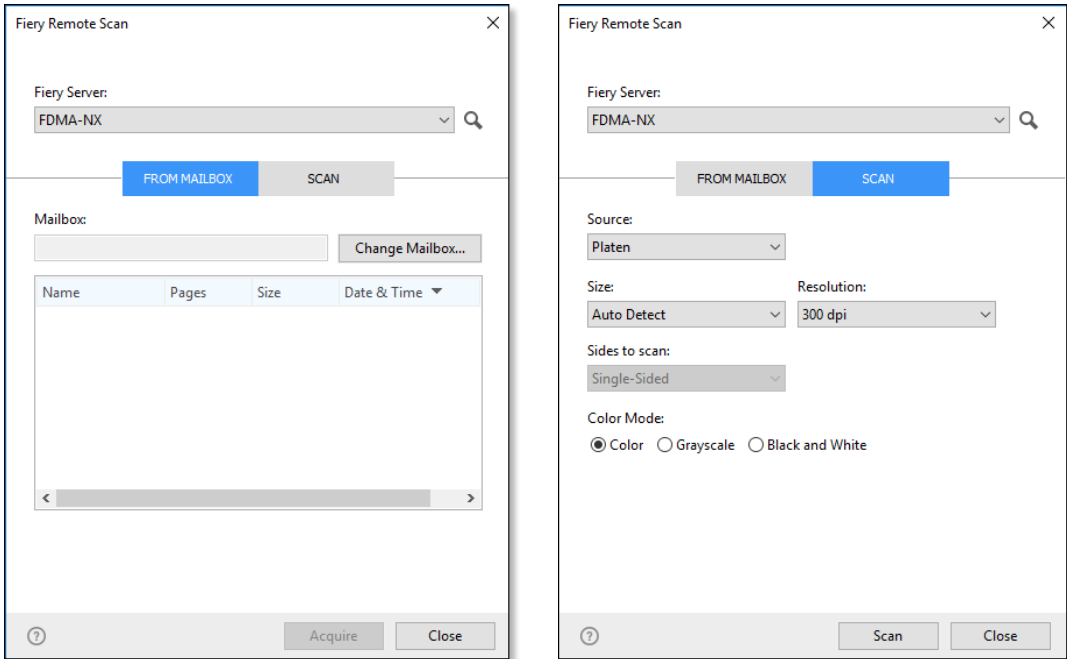 Fiery Remote Scan
Fiery Server:
FDMA-NX
FROM MAILBOX SCAN
Mailbox:
Change Mailbox...
Name Pages Size Date & Time
Acquire Close
Fiery Remote Scan
Fiery Server:
FDMA-NX
FROM MAILBOX SCAN
Source:
Platen
Size: Resolution:
Auto Detect 300 dpi
Sides to scan:
Single-Sided
Color Mode:
Color Grayscale Black and White
Scan Close